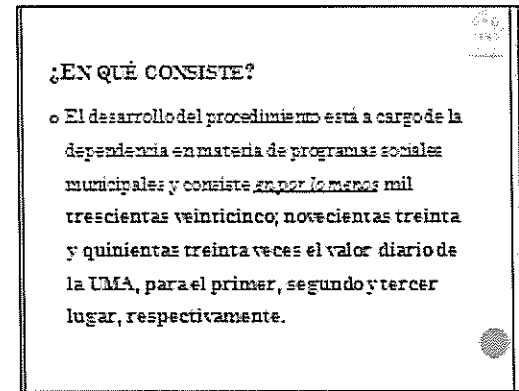 ¿EN QUÉ CONSISTE?
o El desarrollo del procedimiento está a cargo de la
dependencia en materia de programas sociales
municipales y consiste en por lo menos mil
trescientas veinticinco; novecientas treinta
y quinientas treinta veces el valor diario de
la UMA, para el primer, segundo y tercer
lugar, respectivamente.